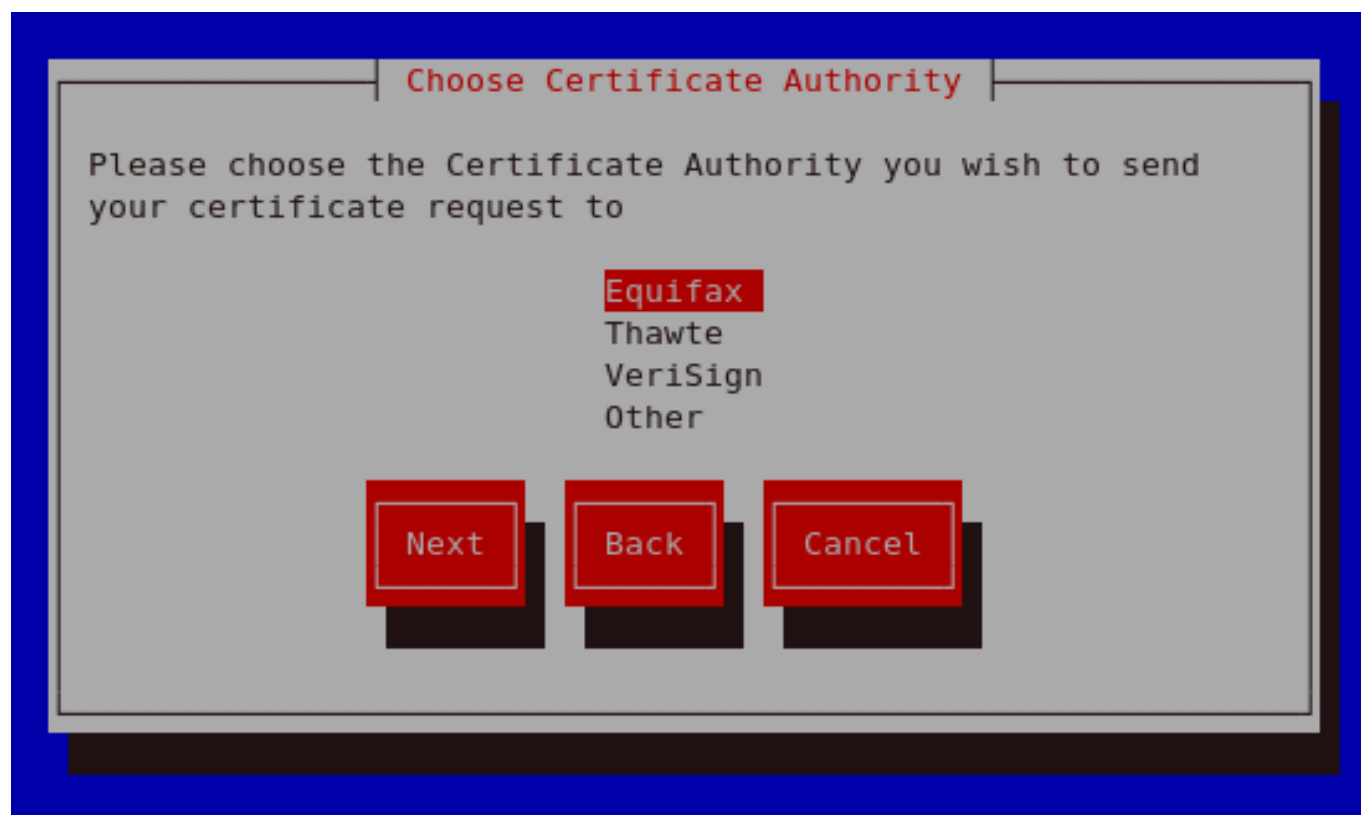 Choose Certificate Authority
Please choose the Certificate Authority you wish to send
your certificate request to
Equifax
Thawte
VeriSign
Other
Next Back Cancel